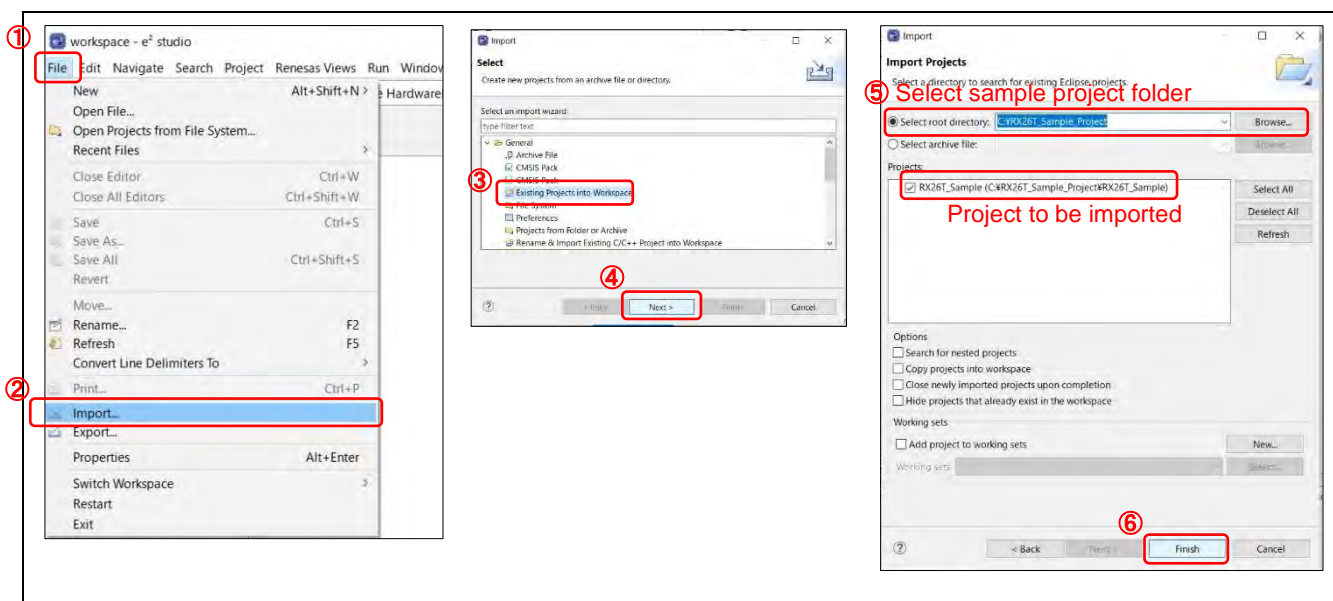 ①
workspace - e² studio
File Edit Navigate Search Project Renesas Views Run Window
New Alt+Shift+N >
Hardware
Open File...
Open Projects from File System...
Recent Files >
Close Editor Ctrl+W
Close All Editors Ctrl+Shift+W
Save Ctrl+S
Save As...
Save All Ctrl+Shift+S
Revert
Move...
Rename... F2
Refresh F5
Convert Line Delimiters To >
②
Print... Ctrl+P
Import...
Export...
Properties Alt+Enter
Switch Workspace >
Restart
Exit
Import
Select
Create new projects from an archive file or directory.
Select an import wizard:
type filter text
General
Archive File
CMSIS Pack
CMSIS Pack
③
Existing Projects into Workspace
File System
Preferences
Projects from Folder or Archive
Rename & Import Existing C/C++ Project into Workspace
④
< Back Next > Finish Cancel
Import
Import Projects
Select a directory to search for existing Eclipse projects.
⑤ Select sample project folder
Select root directory: C:¥RX26T_Sample_Project Browse...
Select archive file: Browse...
Projects:
RX26T_Sample (C:¥RX26T_Sample_Project¥RX26T_Sample) Select All
Project to be imported
Deselect All
Refresh
Options
Search for nested projects
Copy projects into workspace
Close newly imported projects upon completion
Hide projects that already exist in the workspace
Working sets
Add project to working sets New...
Working sets: Select...
⑥
< Back Next > Finish Cancel